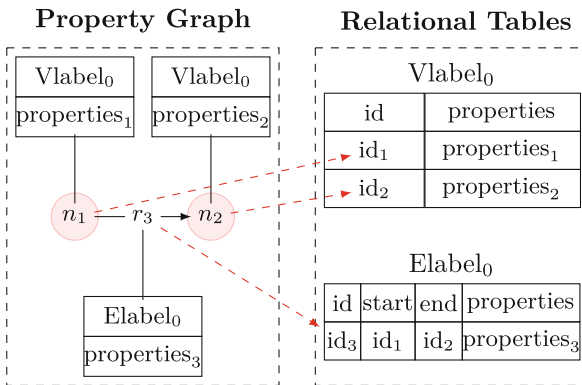 Property Graph
Vlabel₀ Vlabel₀
properties₁ properties₂
n₁ r₃ n₂
Elabel₀
properties₃
Relational Tables
Vlabel₀
id properties
id₁ properties₁
id₂ properties₂
Elabel₀
id start end properties
id₃ id₁ id₂ properties₃